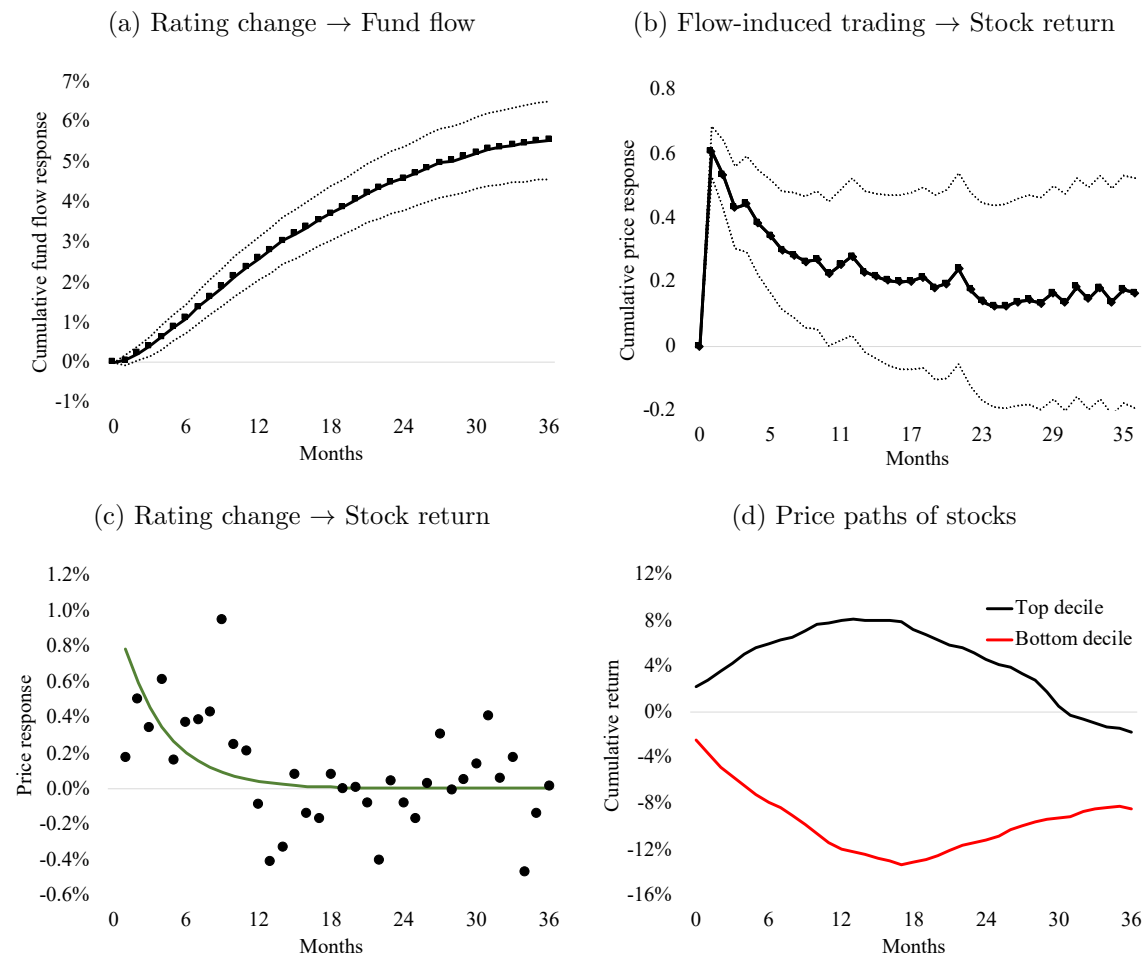 (a) Rating change → Fund flow
Cumulative fund flow response
7%
6%
5%
4%
3%
2%
1%
0%
-1%
0 6 12 18 24 30 36
Months
(b) Flow-induced trading → Stock return
Cumulative price response
0.8
0.6
0.4
0.2
0
-0.2
0 5 11 17 23 29 35
Months
(c) Rating change → Stock return
Price response
1.2%
1.0%
0.8%
0.6%
0.4%
0.2%
0.0%
-0.2%
-0.4%
-0.6%
0 6 12 18 24 30 36
Months
(d) Price paths of stocks
Cumulative return
12%
8%
4%
0%
-4%
-8%
-12%
-16%
Top decile
Bottom decile
0 6 12 18 24 30 36
Months